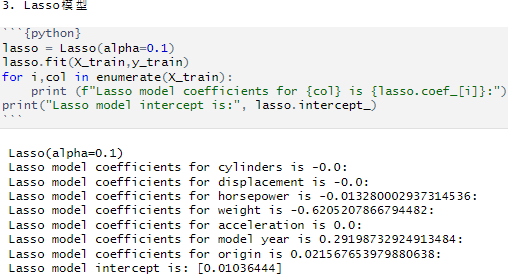 3. Lasso模型
```{python}
lasso = Lasso(alpha=0.1)
lasso.fit(X_train,y_train)
for i,col in enumerate(X_train):
    print (f"Lasso model coefficients for {col} is {lasso.coef_[i]}:")
print("Lasso model intercept is:", lasso.intercept_)
```
Lasso(alpha=0.1)
Lasso model coefficients for cylinders is -0.0:
Lasso model coefficients for displacement is -0.0:
Lasso model coefficients for horsepower is -0.013280002937314536:
Lasso model coefficients for weight is -0.6205207866794482:
Lasso model coefficients for acceleration is 0.0:
Lasso model coefficients for model year is 0.29198732924913484:
Lasso model coefficients for origin is 0.021567653979880638:
Lasso model intercept is: [0.01036444]